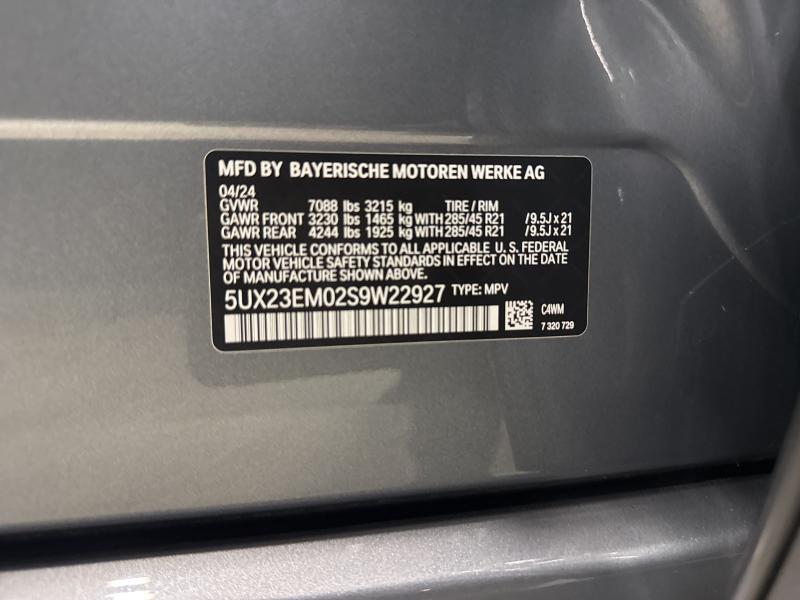 MFD BY BAYERISCHE MOTOREN WERKE AG
04/24
GVWR 7088 lbs 3215 kg TIRE / RIM
GAWR FRONT 3230 lbs 1465 kg WITH 285/45 R21 / 9.5J x 21
GAWR REAR 4244 lbs 1925 kg WITH 285/45 R21 / 9.5J x 21
THIS VEHICLE CONFORMS TO ALL APPLICABLE U.S. FEDERAL
MOTOR VEHICLE SAFETY STANDARDS IN EFFECT ON THE DATE
OF MANUFACTURE SHOWN ABOVE.
5UX23EM02S9W22927 TYPE: MPV
C4WM
7 320 729